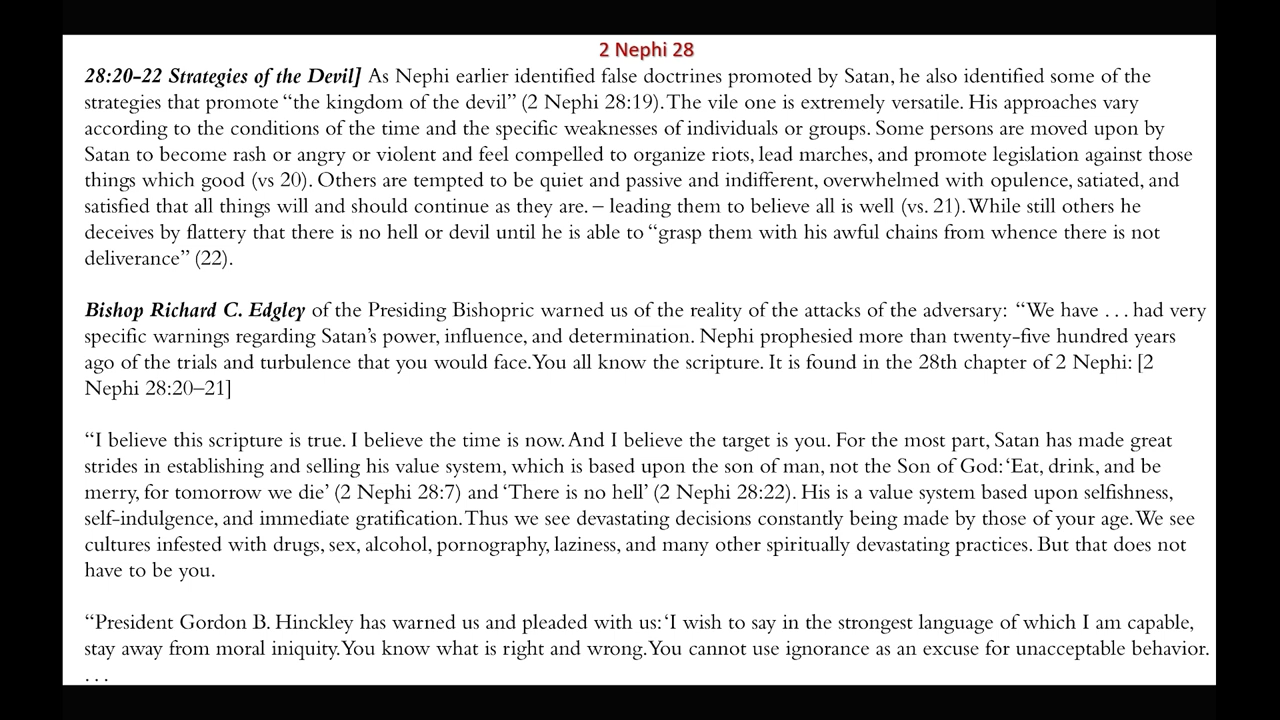 2 Nephi 28
28:20-22 Strategies of the Devil] As Nephi earlier identified false doctrines promoted by Satan, he also identified some of the
strategies that promote “the kingdom of the devil” (2 Nephi 28:19). The vile one is extremely versatile. His approaches vary
according to the conditions of the time and the specific weaknesses of individuals or groups. Some persons are moved upon by
Satan to become rash or angry or violent and feel compelled to organize riots, lead marches, and promote legislation against those
things which good (vs 20). Others are tempted to be quiet and passive and indifferent, overwhelmed with opulence, satiated, and
satisfied that all things will and should continue as they are. – leading them to believe all is well (vs. 21). While still others he
deceives by flattery that there is no hell or devil until he is able to “grasp them with his awful chains from whence there is not
deliverance” (22).
Bishop Richard C. Edgley of the Presiding Bishopric warned us of the reality of the attacks of the adversary: “We have . . . had very
specific warnings regarding Satan’s power, influence, and determination. Nephi prophesied more than twenty-five hundred years
ago of the trials and turbulence that you would face. You all know the scripture. It is found in the 28th chapter of 2 Nephi: [2
Nephi 28:20–21]
“I believe this scripture is true. I believe the time is now. And I believe the target is you. For the most part, Satan has made great
strides in establishing and selling his value system, which is based upon the son of man, not the Son of God: ‘Eat, drink, and be
merry, for tomorrow we die’ (2 Nephi 28:7) and ‘There is no hell’ (2 Nephi 28:22). His is a value system based upon selfishness,
self-indulgence, and immediate gratification. Thus we see devastating decisions constantly being made by those of your age. We see
cultures infested with drugs, sex, alcohol, pornography, laziness, and many other spiritually devastating practices. But that does not
have to be you.
“President Gordon B. Hinckley has warned us and pleaded with us: ‘I wish to say in the strongest language of which I am capable,
stay away from moral iniquity. You know what is right and wrong. You cannot use ignorance as an excuse for unacceptable behavior.
. . .